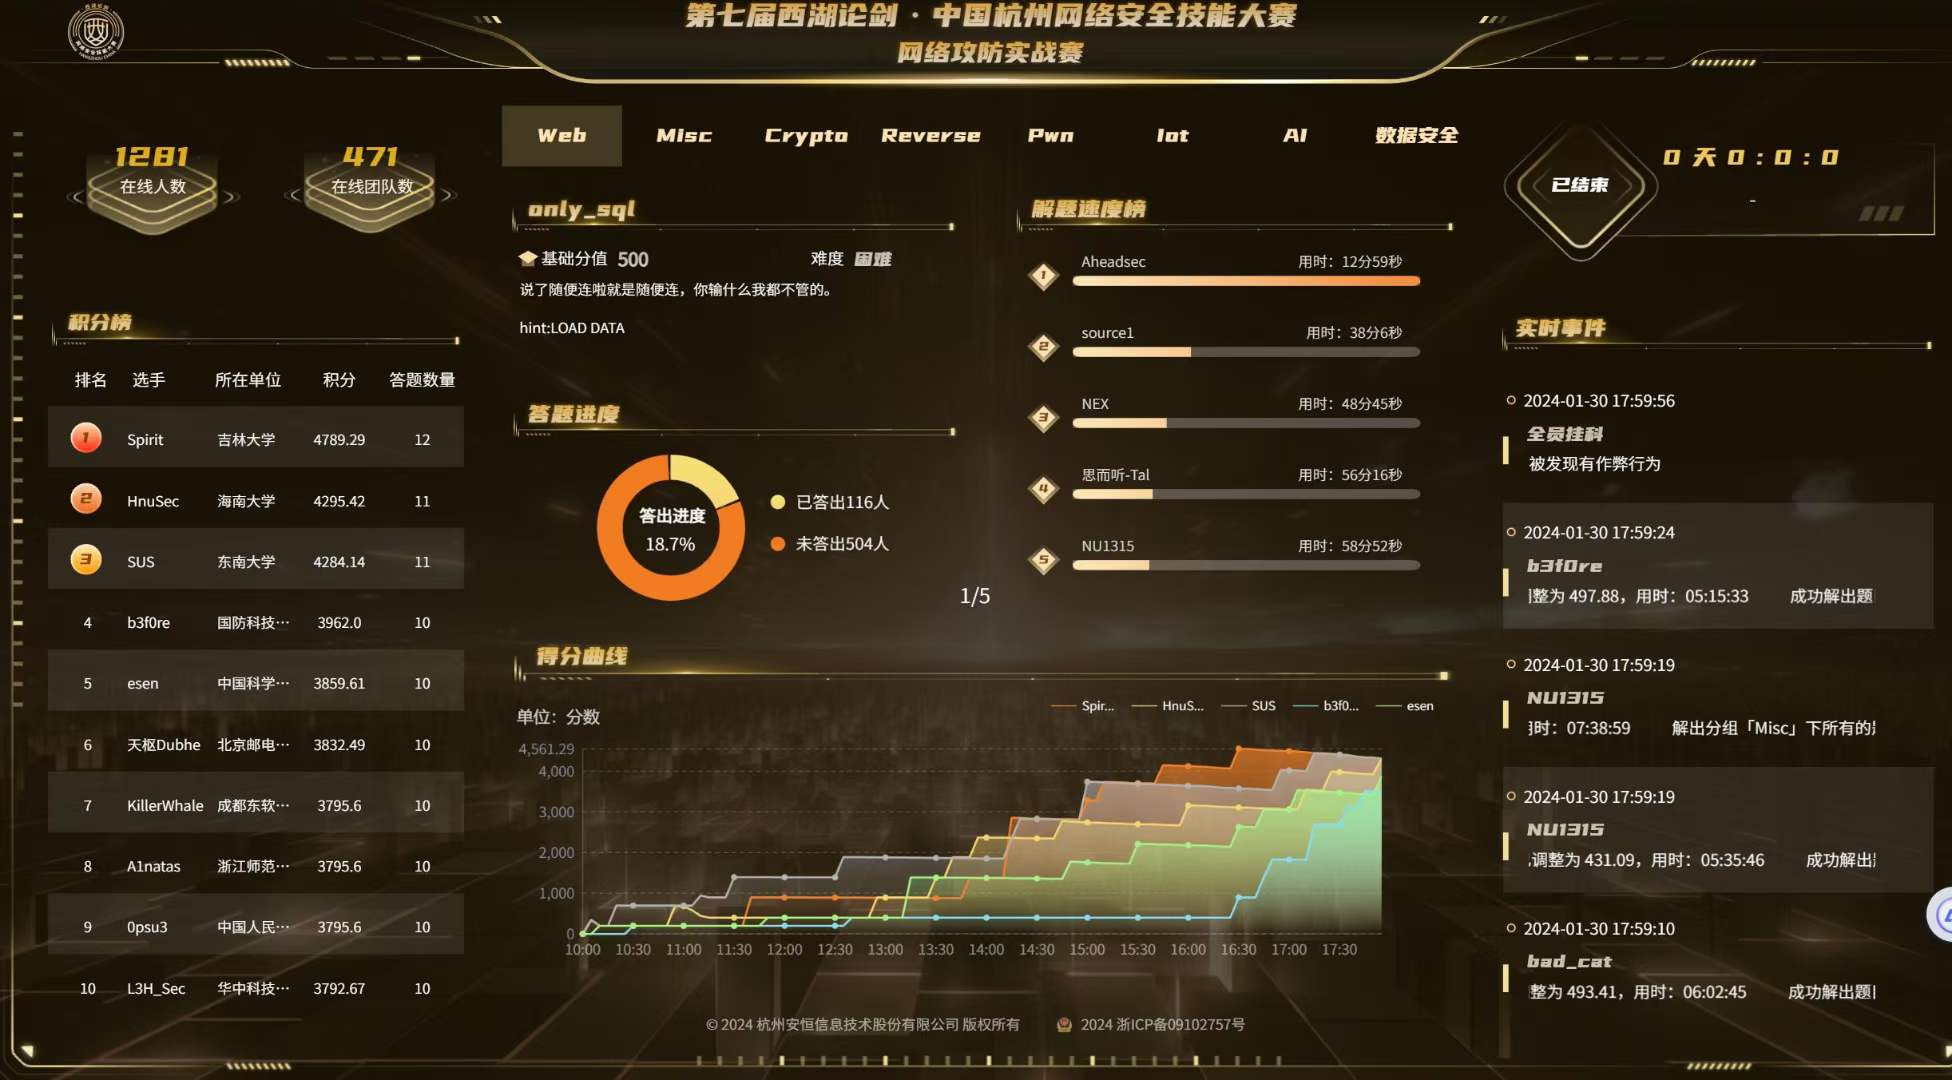 第七届西湖论剑·中国杭州网络安全技能大赛
网络攻防实战赛
1281
在线人数
471
在线团队数
积分榜
排名 选手 所在单位 积分 答题数量
1 Spirit 吉林大学 4789.29 12
2 HnuSec 海南大学 4295.42 11
3 SUS 东南大学 4284.14 11
4 b3f0re 国防科技… 3962.0 10
5 esen 中国科学… 3859.61 10
6 天枢Dubhe 北京邮电… 3832.49 10
7 KillerWhale 成都东软… 3795.6 10
8 A1natas 浙江师范… 3795.6 10
9 0psu3 中国人民… 3795.6 10
10 L3H_Sec 华中科技… 3792.67 10
Web Misc Crypto Reverse Pwn Iot AI 数据安全
only_sql
基础分值 500 难度 困难
说了随便连啦就是随便连，你输什么我都不管的。
hint:LOAD DATA
答题进度
答出进度
18.7%
已答出116人
未答出504人
解题速度榜
1 Aheadsec 用时：12分59秒
2 source1 用时：38分6秒
3 NEX 用时：48分45秒
4 思而听-Tal 用时：56分16秒
5 NU1315 用时：58分52秒
1/5
得分曲线
单位：分数
Spir... HnuS... SUS b3f0... esen
4,561.29
4,000
3,000
2,000
1,000
0
10:00 10:30 11:00 11:30 12:00 12:30 13:00 13:30 14:00 14:30 15:00 15:30 16:00 16:30 17:00 17:30
已结束
0 天 0 : 0 : 0
-
实时事件
2024-01-30 17:59:56
全员挂科
被发现有作弊行为
2024-01-30 17:59:24
b3f0re
整为 497.88，用时：05:15:33 成功解出题
2024-01-30 17:59:19
NU1315
时：07:38:59 解出分组「Misc」下所有的
2024-01-30 17:59:19
NU1315
调整为 431.09，用时：05:35:46 成功解出
2024-01-30 17:59:10
bad_cat
整为 493.41，用时：06:02:45 成功解出题
© 2024 杭州安恒信息技术股份有限公司 版权所有 2024 浙ICP备09102757号